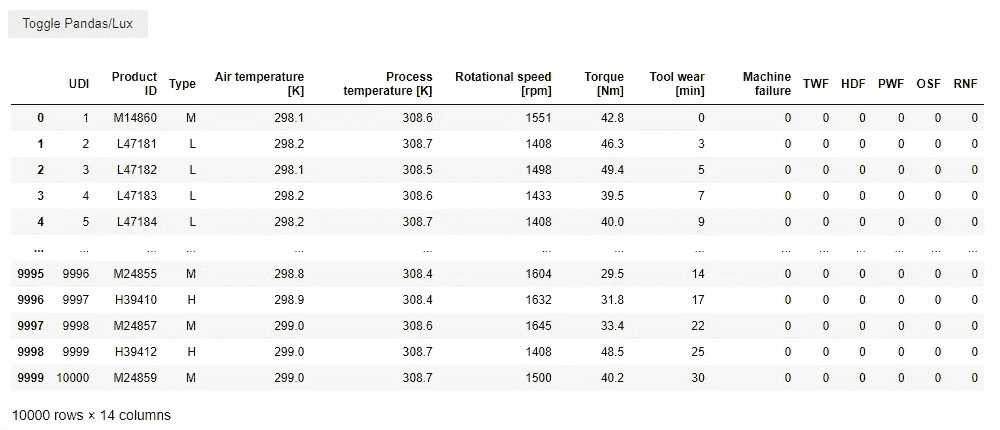 Toggle Pandas/Lux
UDI Product ID Type Air temperature [K] Process temperature [K] Rotational speed [rpm] Torque [Nm] Tool wear [min] Machine failure TWF HDF PWF OSF RNF
0 1 M14860 M 298.1 308.6 1551 42.8 0 0 0 0 0 0 0
1 2 L47181 L 298.2 308.7 1408 46.3 3 0 0 0 0 0 0
2 3 L47182 L 298.1 308.5 1498 49.4 5 0 0 0 0 0 0
3 4 L47183 L 298.2 308.6 1433 39.5 7 0 0 0 0 0 0
4 5 L47184 L 298.2 308.7 1408 40.0 9 0 0 0 0 0 0
... ... ... ... ... ... ... ... ... ... ... ... ... ... ...
9995 9996 M24855 M 298.8 308.4 1604 29.5 14 0 0 0 0 0 0
9996 9997 H39410 H 298.9 308.4 1632 31.8 17 0 0 0 0 0 0
9997 9998 M24857 M 299.0 308.6 1645 33.4 22 0 0 0 0 0 0
9998 9999 H39412 H 299.0 308.7 1408 48.5 25 0 0 0 0 0 0
9999 10000 M24859 M 299.0 308.7 1500 40.2 30 0 0 0 0 0 0
10000 rows × 14 columns